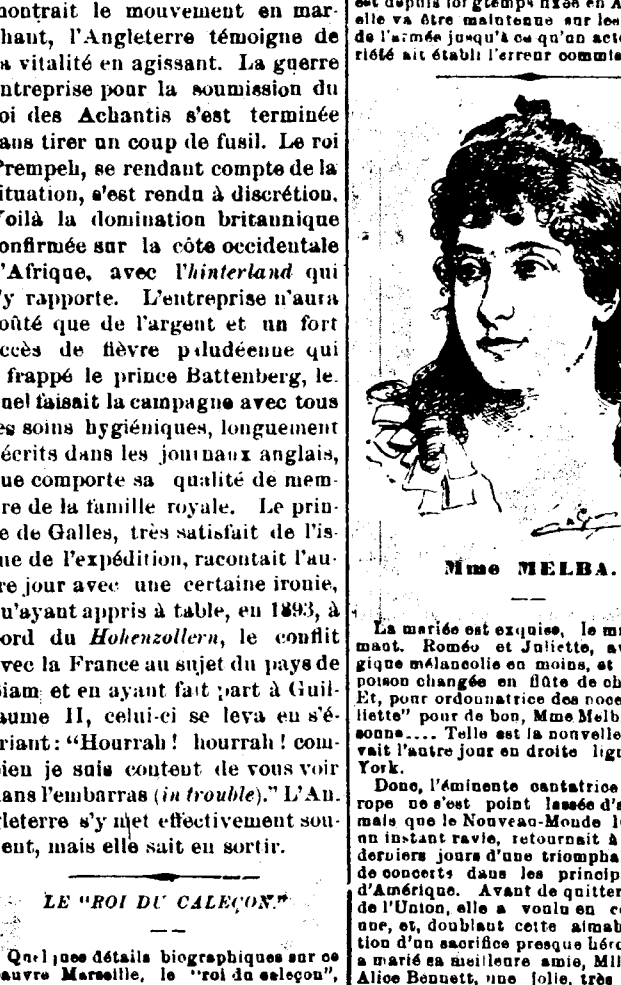 montrait le mouvement en mar-
chant, l'Angleterre témoigne de
sa vitalité en agissant. La guerre
entreprise pour la soumission du
roi des Achantis s'est terminée
sans tirer un coup de fusil. Le roi
Prempeh, se rendant compte de la
situation, s'est rendu à discrétion.
Voilà la domination britannique
confirmée sur la côte occidentale
d'Afrique, avec l'hinterland qui
s'y rapporte. L'entreprise n'aura
coûté que de l'argent et un fort
accès de fièvre paludéenne qui
frappé le prince Battenberg, le-
quel faisait la campagne avec tous
les soins hygiéniques, longuement
décrits dans les journaux anglais,
que comporte sa qualité de mem-
bre de la famille royale. Le prin-
ce de Galles, très satisfait de l'is-
sue de l'expédition, racontait l'au-
tre jour avec une certaine ironie,
qu'ayant appris à table, en 1893, à
bord du Hohenzollern, le conflit
avec la France au sujet du pays de
Siam et en ayant fait part à Guil-
laume II, celui-ci se leva en s'é-
criant: "Hourrah! hourrah! com-
bien je suis content de vous voir
dans l'embarras (in trouble)." L'An-
gleterre s'y met effectivement sou-
vent, mais elle sait en sortir.
LE "ROI DU CALEÇON."
Quelques détails biographiques sur ce
pauvre Marseille, le "roi du caleçon",
est depuis longtemps fixée en
elle va être maintenue sur les
de l'armée jusqu'à ce qu'un acte
riété ait établi l'erreur commise
Mme MELBA.
La mariée est exquise, le
mant. Roméo et Juliette,
gique mélancolie en moins, et
poison changée en flûte de
Et, pour ordonnatrice des noces
liette" pour de bon, Mme Melb
sonne.... Telle est la nouvelle
vait l'autre jour en droite lign
York.
Donc, l'éminente cantatrice
rope ne s'est point lassée d'
mais que le Nouveau-Monde
un instant ravie, retournait à
derniers jours d'une triompha
de concerts dans les princip
d'Amérique. Avant de quitter
de l'Union, elle a voulu en
une, et, doublant cette aimab
tion d'un sacrifice presque héro
a marié sa meilleure amie, Mll
Alice Bennett, une jolie, très